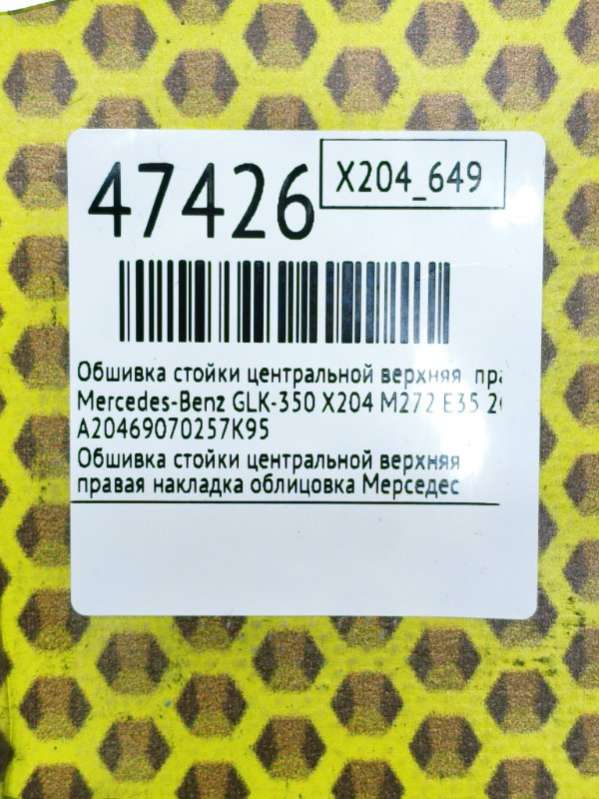 47426
X204_649
Обшивка стойки центральной верхняя
Mercedes-Benz GLK-350 X204 M272 E35
A20469070257K95
Обшивка стойки центральной верхняя
правая накладка облицовка Мерседес